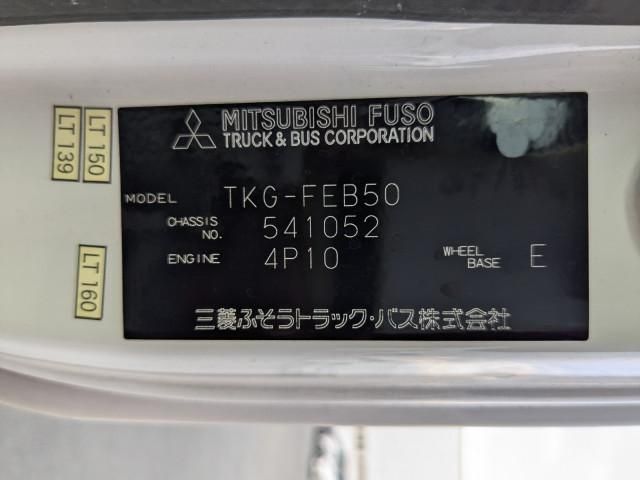 MITSUBISHI FUSO
TRUCK & BUS CORPORATION
LT 139
LT 150
MODEL TKG-FEB50
CHASSIS NO. 541052
ENGINE 4P10 WHEEL BASE E
LT 160
三菱ふそうトラック・バス株式会社